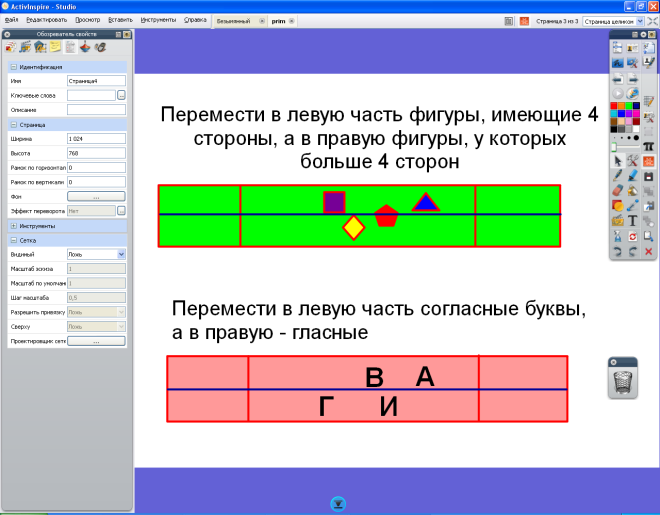 ActivInspire - Studio
Файл Редактировать Просмотр Вставить Инструменты Справка
Безымянный
prim
Страница 3 из 3
Страница целиком
Обозреватель свойств
Идентификация
Имя
Страница4
Ключевые слова
...
Описание
Страница
Ширина
1 024
Высота
768
Рамок по горизонтал
0
Рамок по вертикали
0
Фон
...
Эффект переворота
Нет
...
Инструменты
Сетка
Видимый
Ложь
Масштаб эскиза
1
Масштаб по умолчан
1
Шаг масштаба
0,5
Разрешить привязку
Ложь
Сверху
Ложь
Проектировщик сетк
...
Перемести в левую часть фигуры, имеющие 4
стороны, а в правую фигуры, у которых
больше 4 сторон
Перемести в левую часть согласные буквы,
а в правую - гласные
В А
Г И